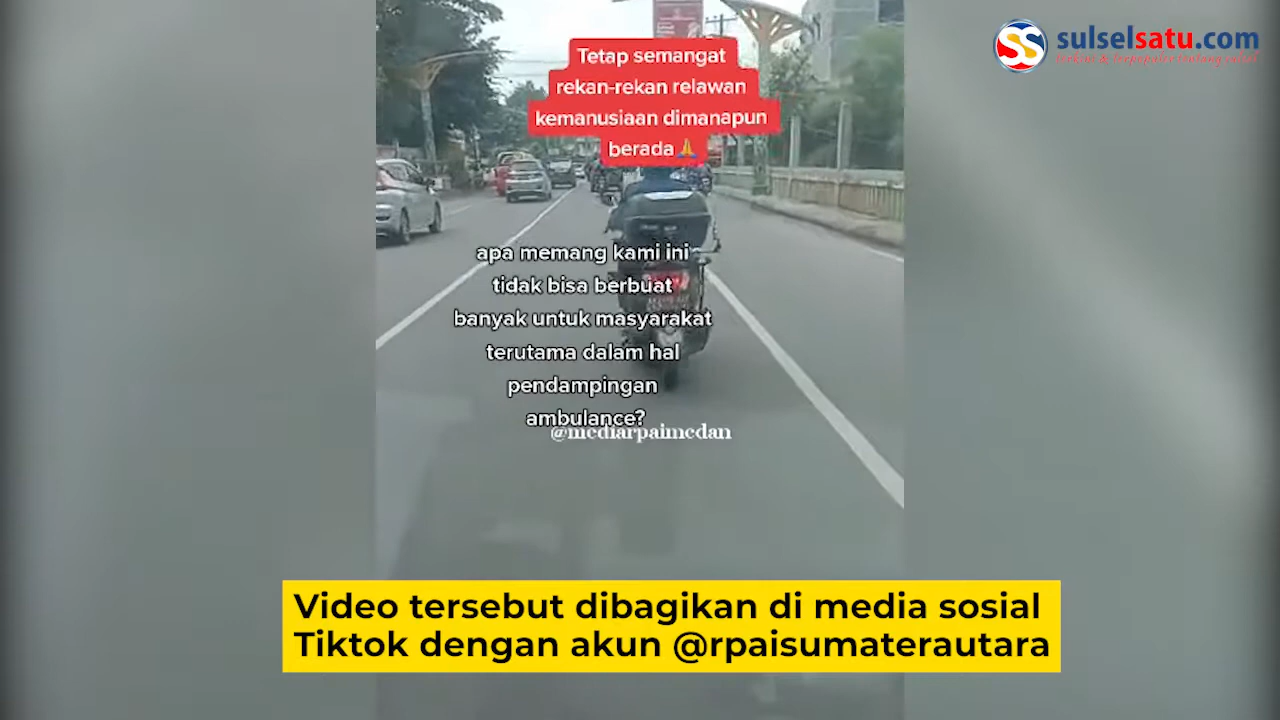 sulselsatu.com
Tetap semangat
rekan-rekan relawan
kemanusiaan dimanapun
berada🙏
apa memang kami ini
tidak bisa berbuat
banyak untuk masyarakat
terutama dalam hal
pendampingan
ambulance?
@mediarpaimedan
Video tersebut dibagikan di media sosial
Tiktok dengan akun @rpaisumaterautara